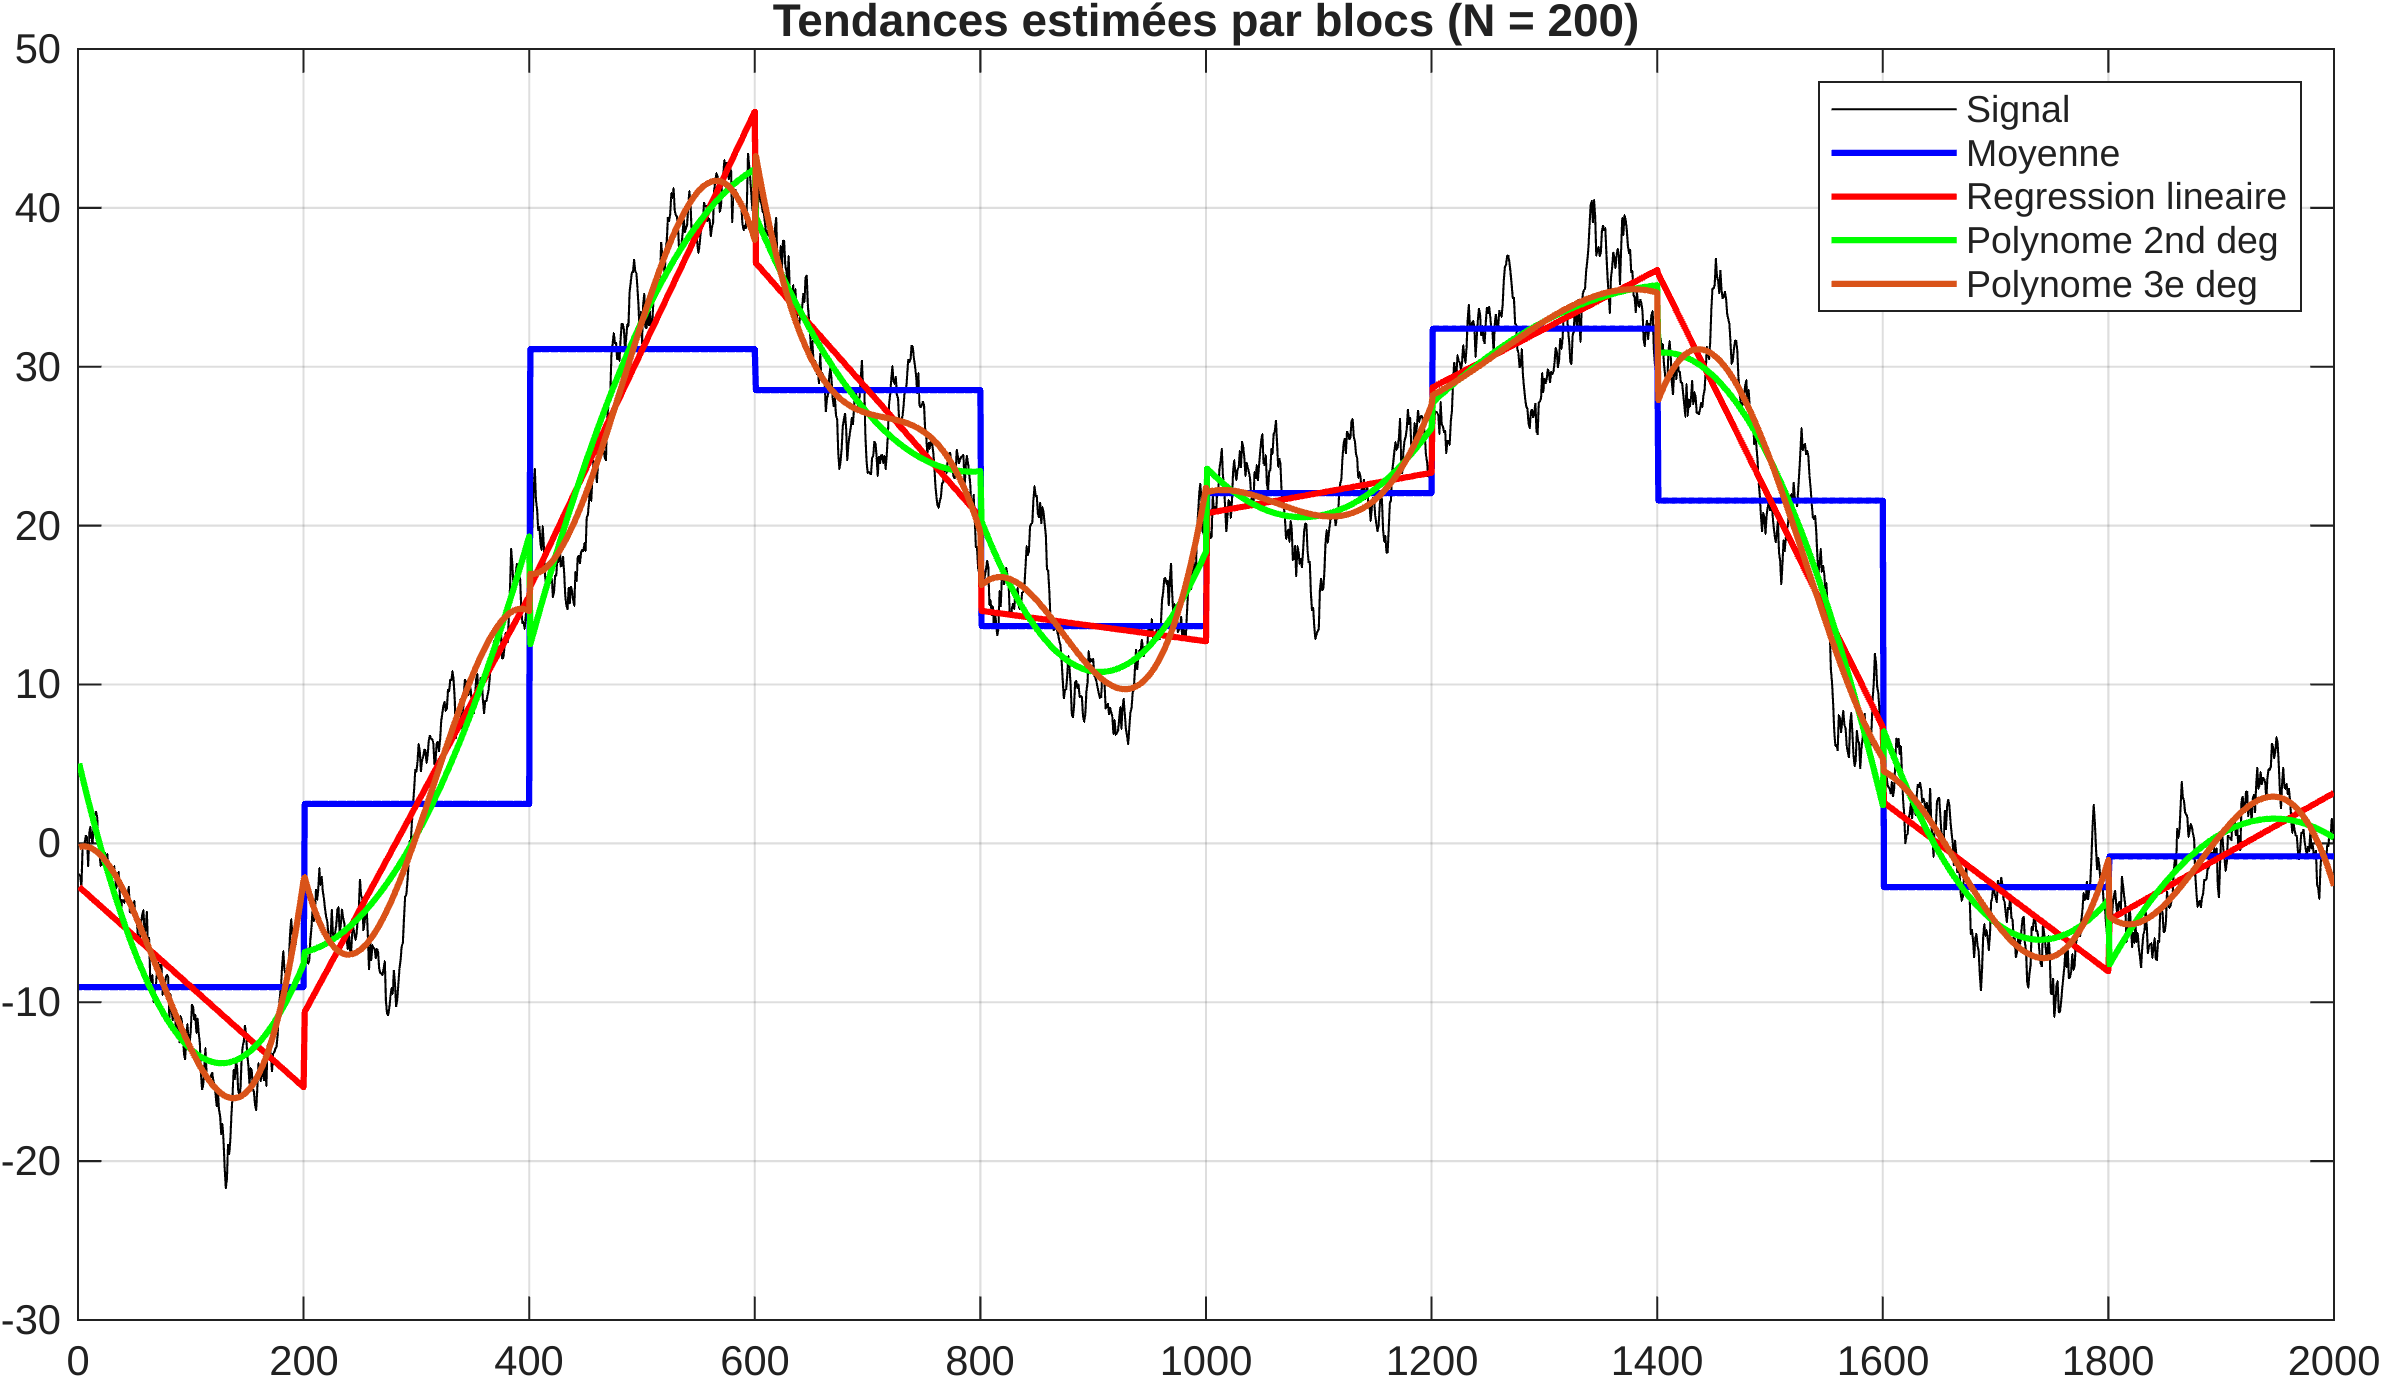 Tendances estimées par blocs (N = 200)
50
40
30
20
10
0
-10
-20
-30
Signal
Moyenne
Regression lineaire
Polynome 2nd deg
Polynome 3e deg
0 200 400 600 800 1000 1200 1400 1600 1800 2000